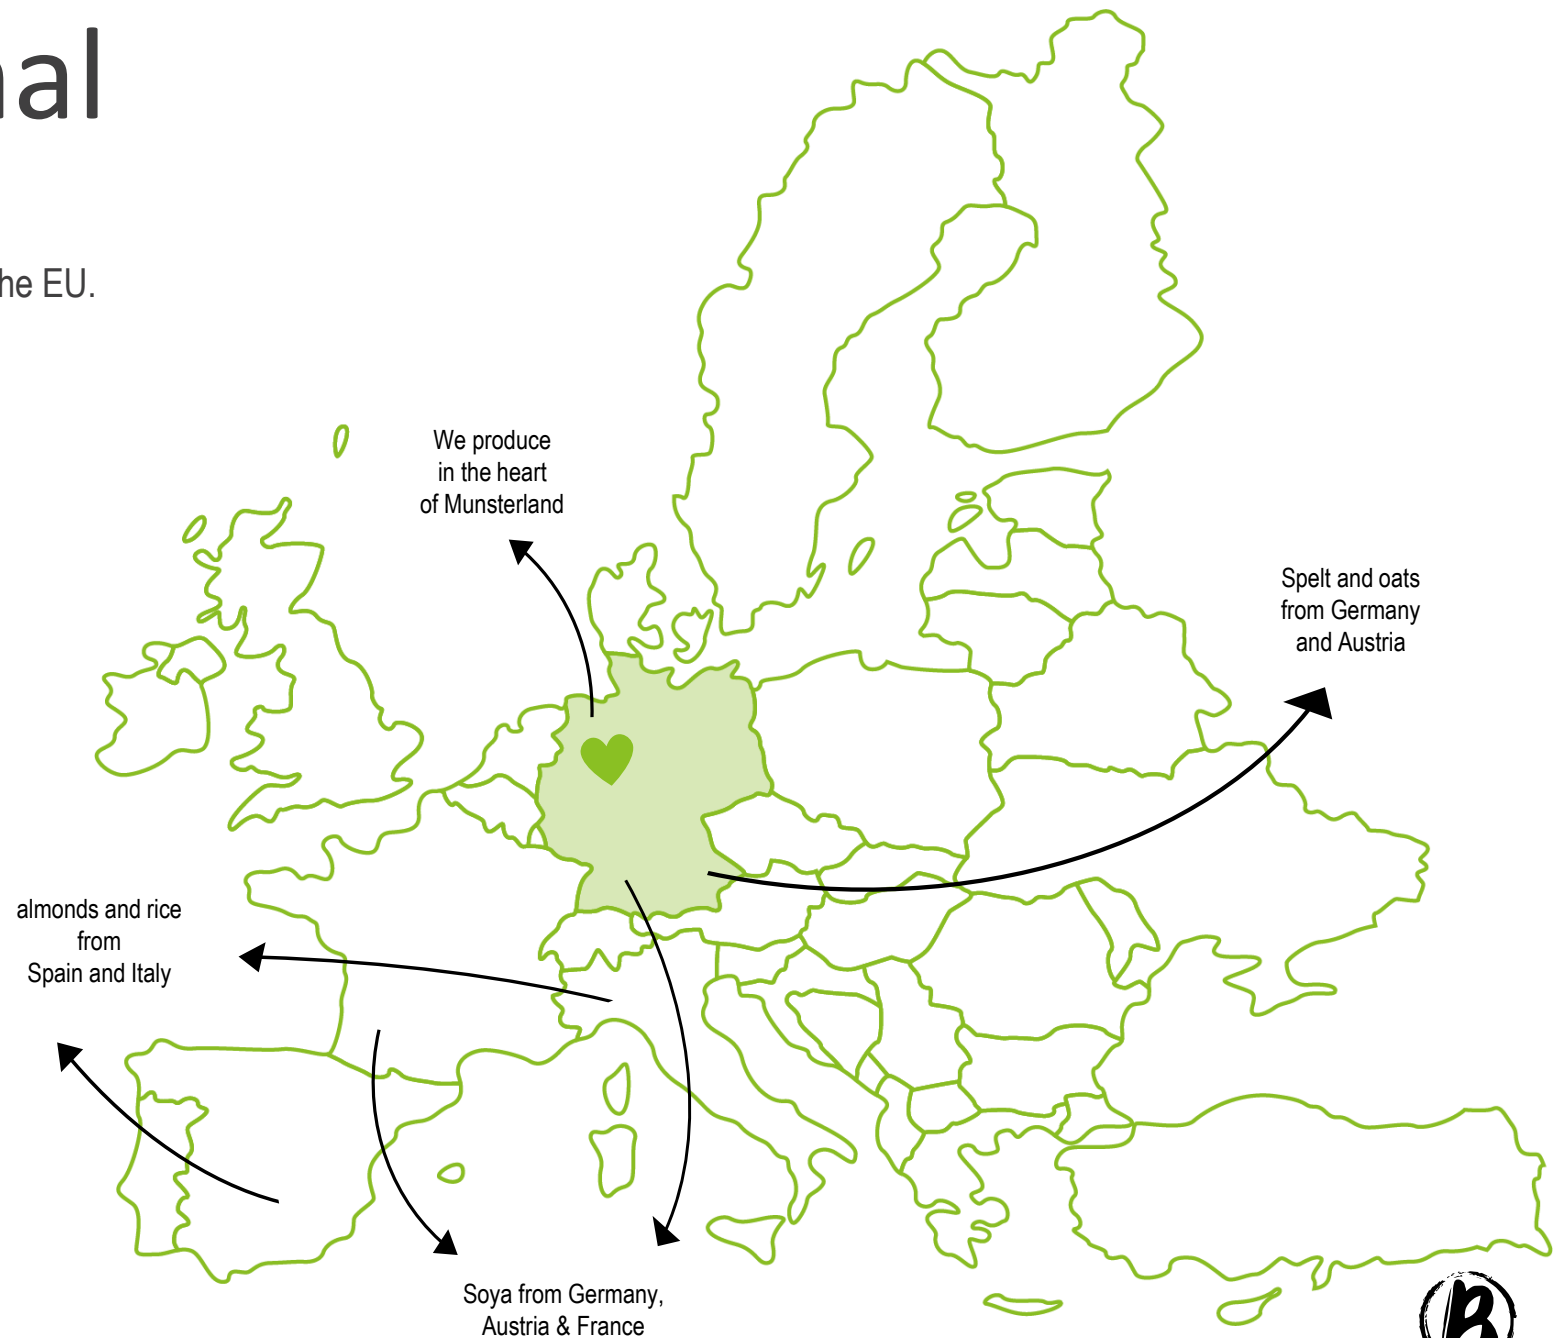 nal
he EU.
We produce
in the heart
of Munsterland
Spelt and oats
from Germany
and Austria
almonds and rice
from
Spain and Italy
Soya from Germany,
Austria & France
B